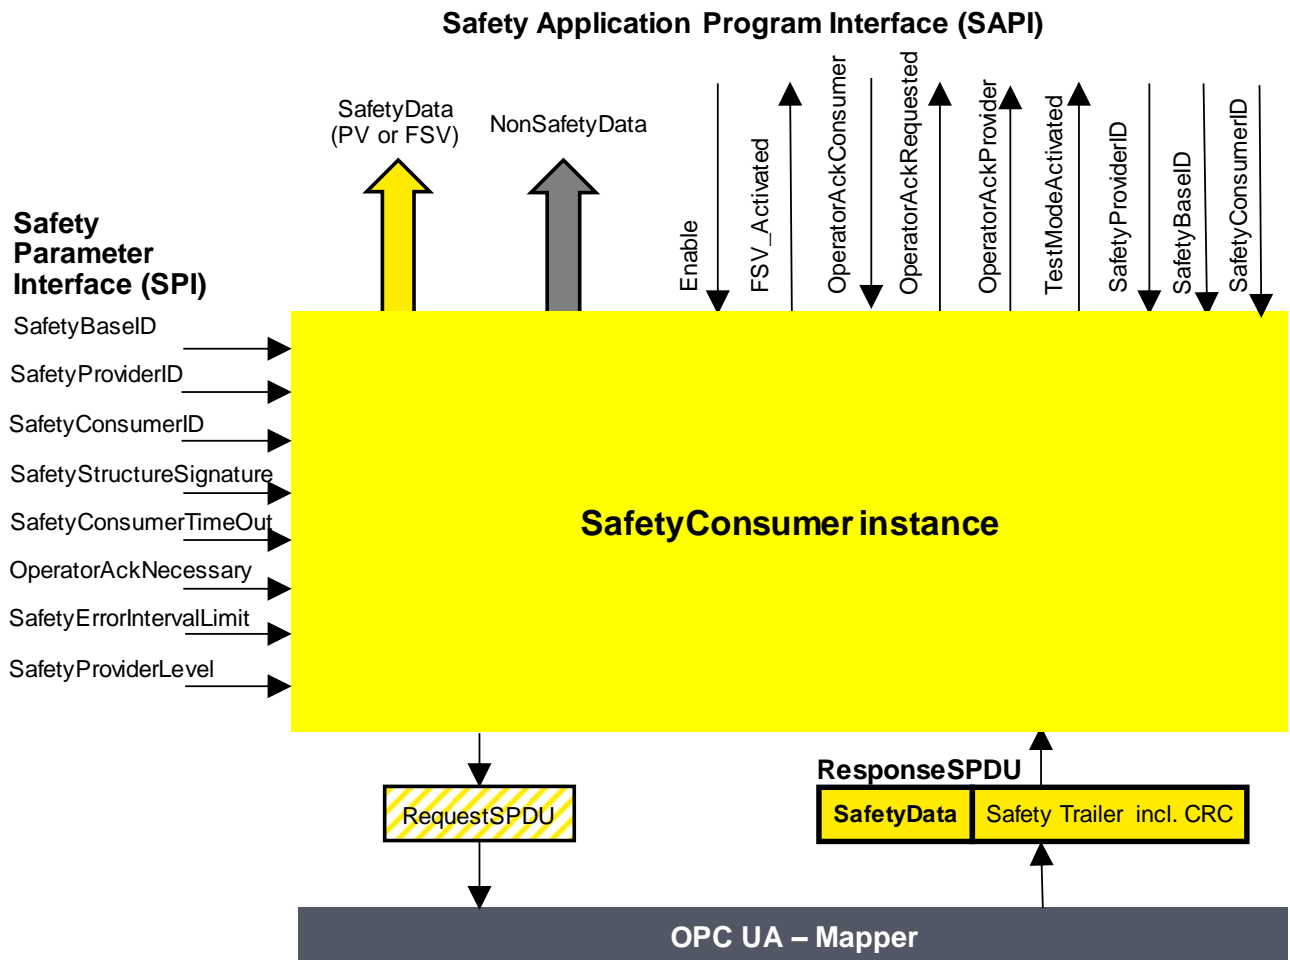 Safety Application Program Interface (SAPI)
SafetyData
(PV or FSV)
NonSafetyData
Enable
FSV_Activated
OperatorAckConsumer
OperatorAckRequested
OperatorAckProvider
TestModeActivated
SafetyProviderID
SafetyBaseID
SafetyConsumerID
Safety
Parameter
Interface (SPI)
SafetyBaseID
SafetyProviderID
SafetyConsumerID
SafetyStructureSignature
SafetyConsumerTimeOut
OperatorAckNecessary
SafetyErrorIntervalLimit
SafetyProviderLevel
SafetyConsumer instance
RequestSPDU
ResponseSPDU
SafetyData
Safety Trailer incl. CRC
OPC UA – Mapper